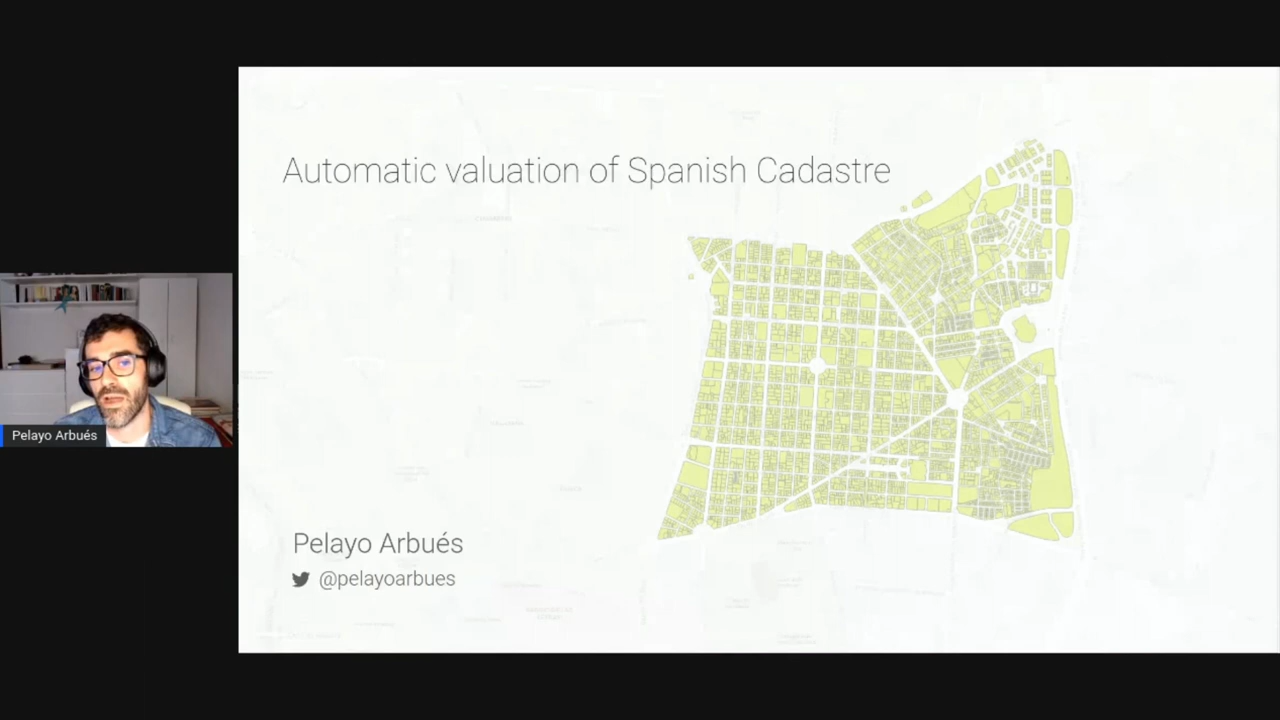 Automatic valuation of Spanish Cadastre
Pelayo Arbués
Pelayo Arbués
@pelayoarbues